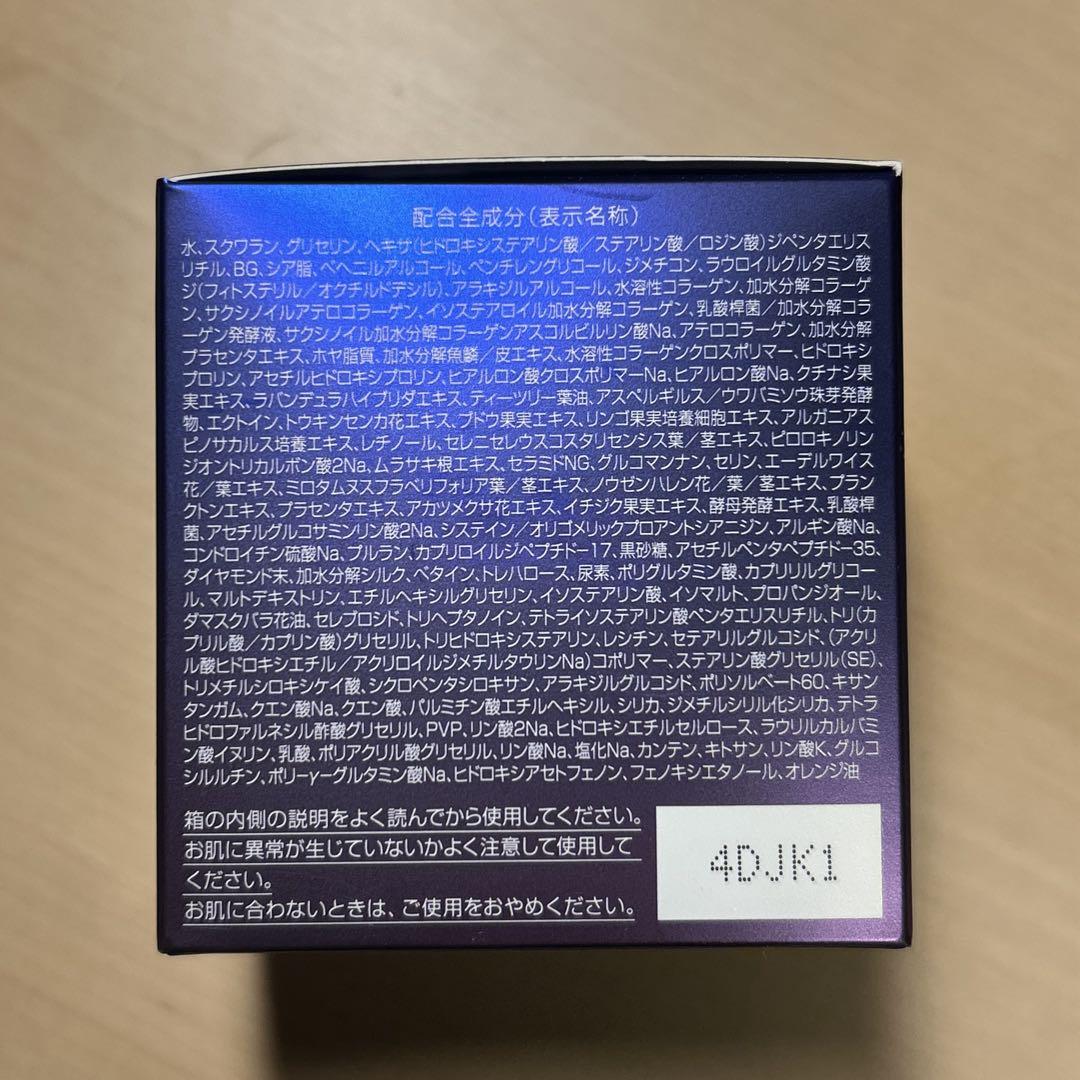 配合全成分（表示名称）
水、スクワラン、グリセリン、ヘキサ（ヒドロキシステアリン酸／ステアリン酸／ロジン酸）ジペンタエリス
リチル、BG、シア脂、ベヘニルアルコール、ペンチレングリコール、ジメチコン、ラウロイルグルタミン酸
ジ（フィトステリル／オクチルドデシル）、アラキジルアルコール、水溶性コラーゲン、加水分解コラーゲ
ン、サクシノイルアテロコラーゲン、イソステアロイル加水分解コラーゲン、乳酸桿菌／加水分解コラ
ーゲン発酵液、サクシノイル加水分解コラーゲンアスコルビルリン酸Na、アテロコラーゲン、加水分解
プラセンタエキス、ホヤ脂質、加水分解魚鱗／皮エキス、水溶性コラーゲンクロスポリマー、ヒドロキシ
プロリン、アセチルヒドロキシプロリン、ヒアルロン酸クロスポリマーNa、ヒアルロン酸Na、クチナシ果
実エキス、ラバンデュラハイブリダエキス、ティーツリー葉油、アスペルギルス／ウワバミソウ珠芽発酵
物、エクトイン、トウキンセンカ花エキス、ブドウ果実エキス、リンゴ果実培養細胞エキス、アルガニアス
ピノサカルス培養エキス、レチノール、セレニセレウスコスタリセンシス葉／茎エキス、ピロロキノリン
ジオントリカルボン酸2Na、ムラサキ根エキス、セラミドNG、グルコマンナン、セリン、エーデルワイス
花／葉エキス、ミロタムヌスフラベリフォリア葉／茎エキス、ノウゼンハレン花／葉／茎エキス、プラン
クトンエキス、プラセンタエキス、アカツメクサ花エキス、イチジク果実エキス、酵母発酵エキス、乳酸桿
菌、アセチルグルコサミンリン酸2Na、システイン／オリゴメリックプロアントシアニジン、アルギン酸Na、
コンドロイチン硫酸Na、プルラン、カプリロイルジペプチド-17、黒砂糖、アセチルペンタペプチド-35、
ダイヤモンド末、加水分解シルク、ベタイン、トレハロース、尿素、ポリグルタミン酸、カプリリルグリコー
ル、マルトデキストリン、エチルヘキシルグリセリン、イソステアリン酸、イソマルト、プロパンジオール、
ダマスクバラ花油、セレブロシド、トリヘプタノイン、テトライソステアリン酸ペンタエリスリチル、トリ（カ
プリル酸／カプリン酸）グリセリル、トリヒドロキシステアリン、レシチン、セテアリルグルコシド、（アクリ
ル酸ヒドロキシエチル／アクリロイルジメチルタウリンNa）コポリマー、ステアリン酸グリセリル（SE）、
トリメチルシロキシケイ酸、シクロペンタシロキサン、アラキジルグルコシド、ポリソルベート60、キサン
タンガム、クエン酸Na、クエン酸、パルミチン酸エチルヘキシル、シリカ、ジメチルシリル化シリカ、テトラ
ヒドロファルネシル酢酸グリセリル、PVP、リン酸2Na、ヒドロキシエチルセルロース、ラウリルカルバミ
ン酸イヌリン、乳酸、ポリアクリル酸グリセリル、リン酸Na、塩化Na、カンテン、キトサン、リン酸K、グルコ
シルルチン、ポリ-γ-グルタミン酸Na、ヒドロキシアセトフェノン、フェノキシエタノール、オレンジ油
箱の内側の説明をよく読んでから使用してください。
お肌に異常が生じていないかよく注意して使用して
ください。
お肌に合わないときは、ご使用をおやめください。
4DJK1